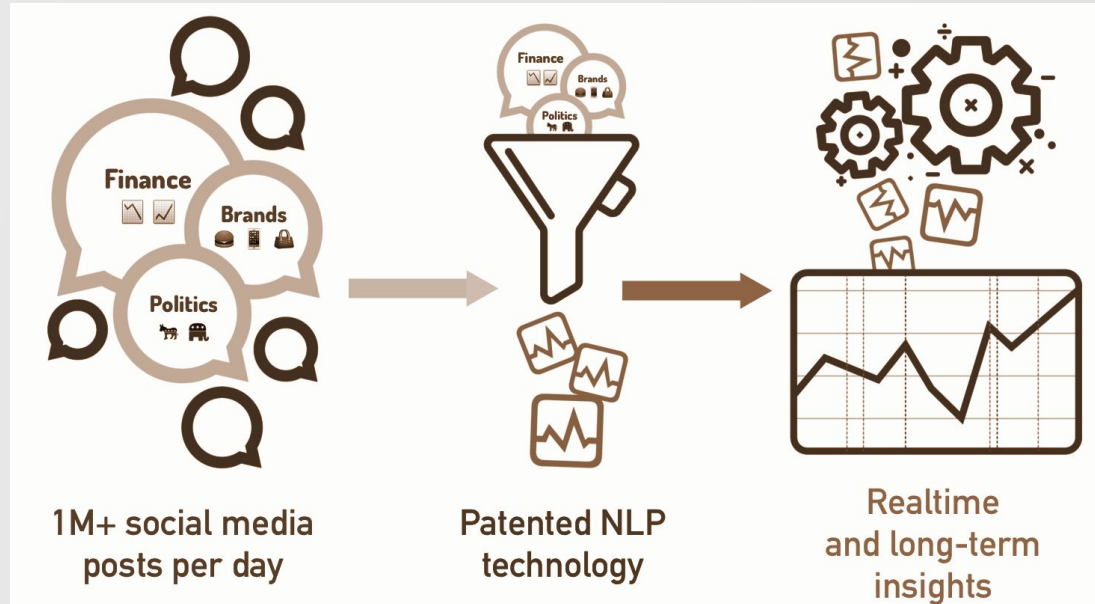 Finance
Brands
Politics
1M+ social media
posts per day
Finance
Brands
Politics
Patented NLP
technology
Realtime
and long-term
insights